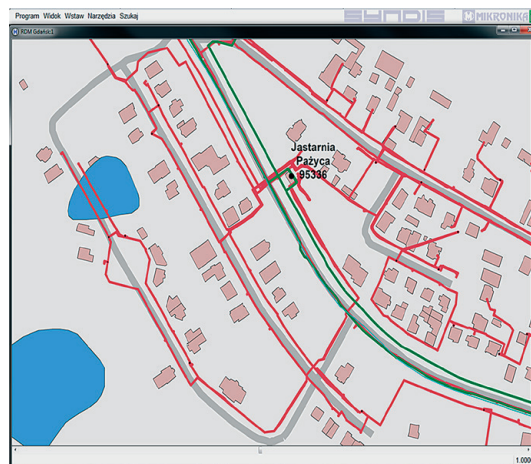 Program Widok Wstaw Narzędzia Szukaj
SYNDIS MIKRONIKA
RDM Gdańsk:1
Jastarnia
Pażyca
95336
1:000